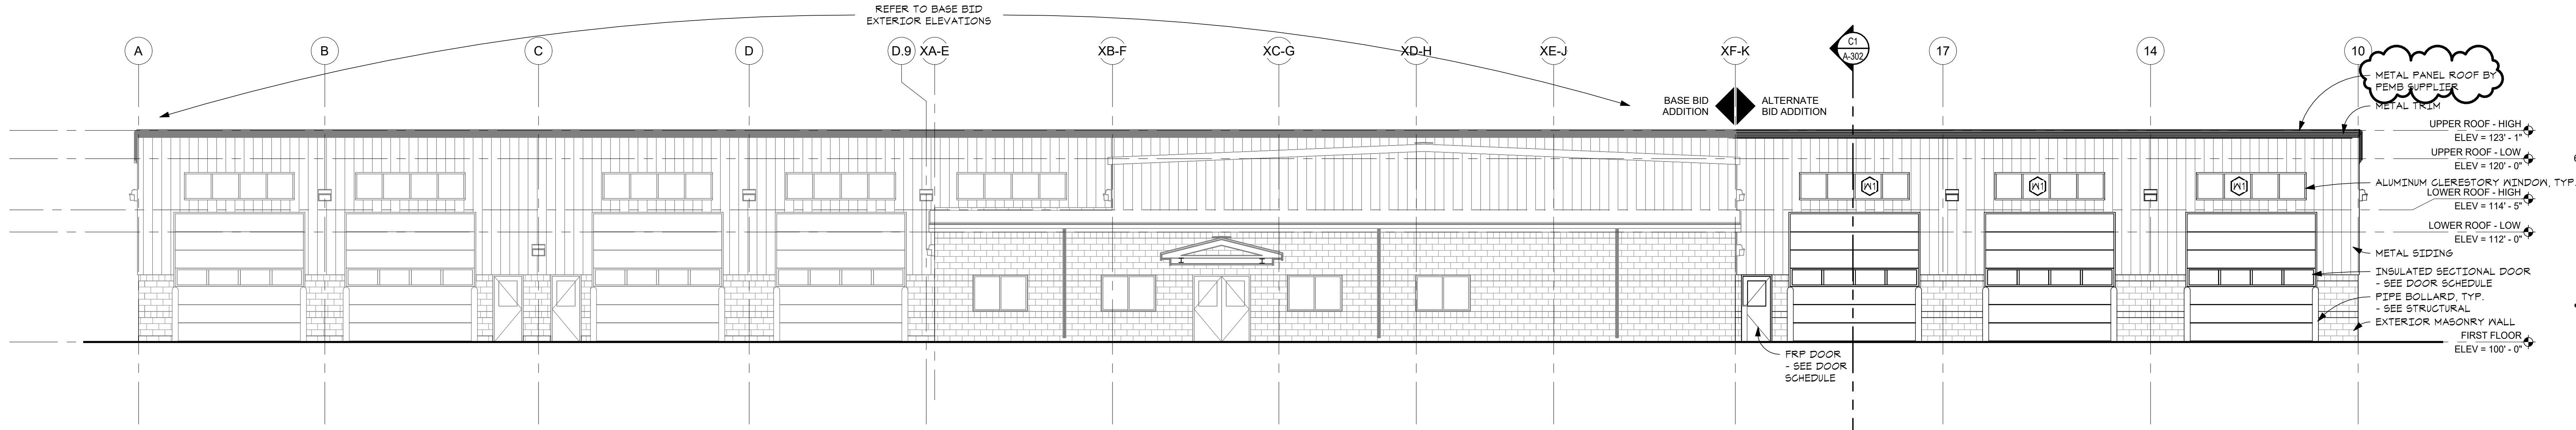 REFER TO BASE BID
EXTERIOR ELEVATIONS
A
B
C
D
D.9
XA-E
XB-F
XC-G
XD-H
XE-J
XF-K
C1
A-302
17
14
10
BASE BID
ADDITION
ALTERNATE
BID ADDITION
METAL PANEL ROOF BY
PEMB SUPPLIER
METAL TRIM
UPPER ROOF - HIGH
ELEV = 123' - 1"
UPPER ROOF - LOW
ELEV = 120' - 0"
W1
W1
W1
ALUMINUM CLERESTORY WINDOW, TYP.
LOWER ROOF - HIGH
ELEV = 114' - 5"
LOWER ROOF - LOW
ELEV = 112' - 0"
METAL SIDING
INSULATED SECTIONAL DOOR
- SEE DOOR SCHEDULE
PIPE BOLLARD, TYP.
- SEE STRUCTURAL
EXTERIOR MASONRY WALL
FIRST FLOOR
ELEV = 100' - 0"
FRP DOOR
- SEE DOOR
SCHEDULE